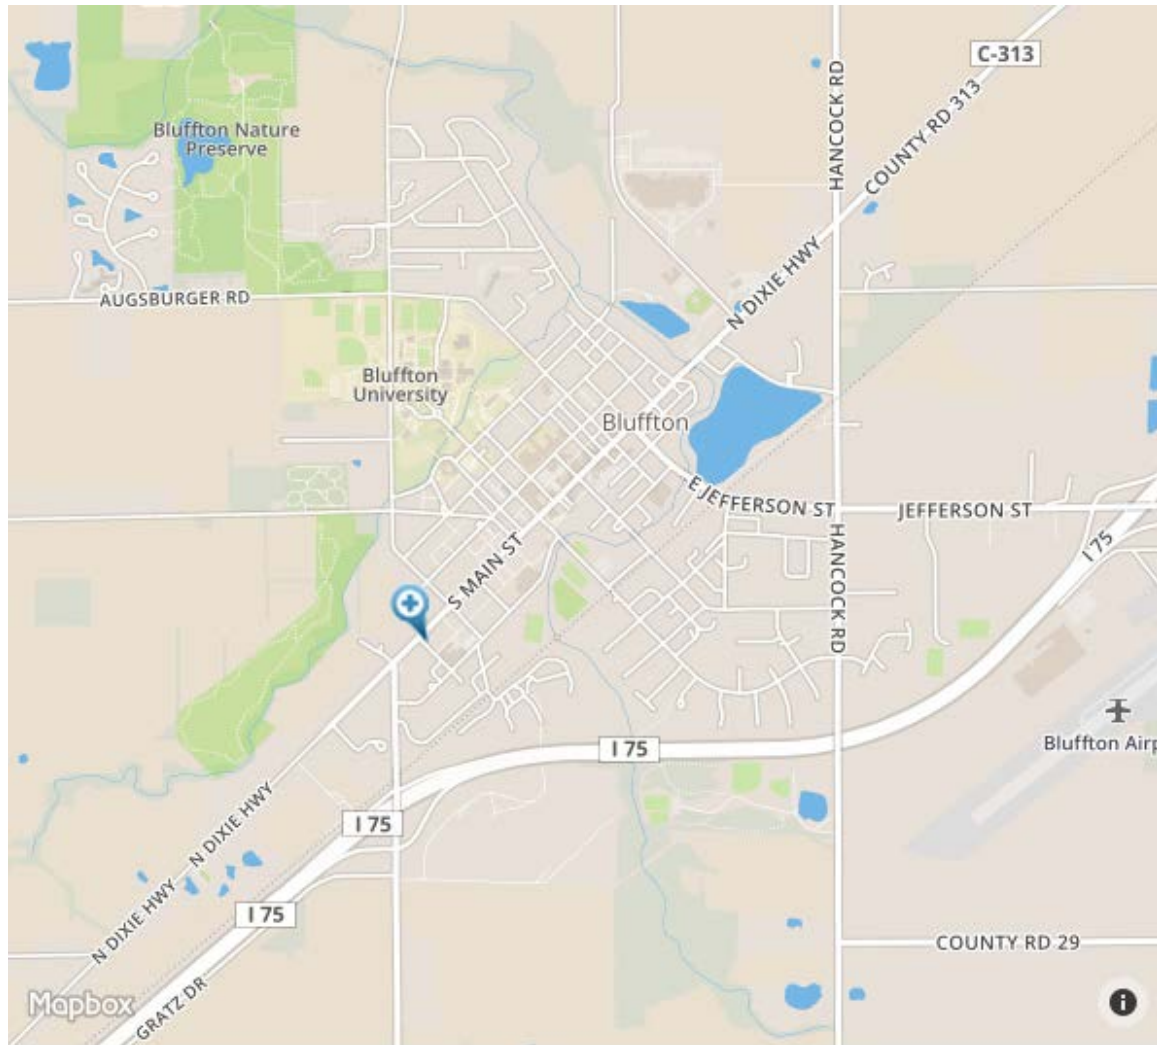 C-313
HANCOCK RD
COUNTY RD 313
Bluffton Nature
Preserve
N DIXIE HWY
AUGSBURGER RD
Bluffton
University
Bluffton
E JEFFERSON ST
JEFFERSON ST
I 75
S MAIN ST
HANCOCK RD
Bluffton Airp
I 75
I 75
N DIXIE HWY
N DIXIE HWY
I 75
COUNTY RD 29
Mapbox
GRATZ DR
i